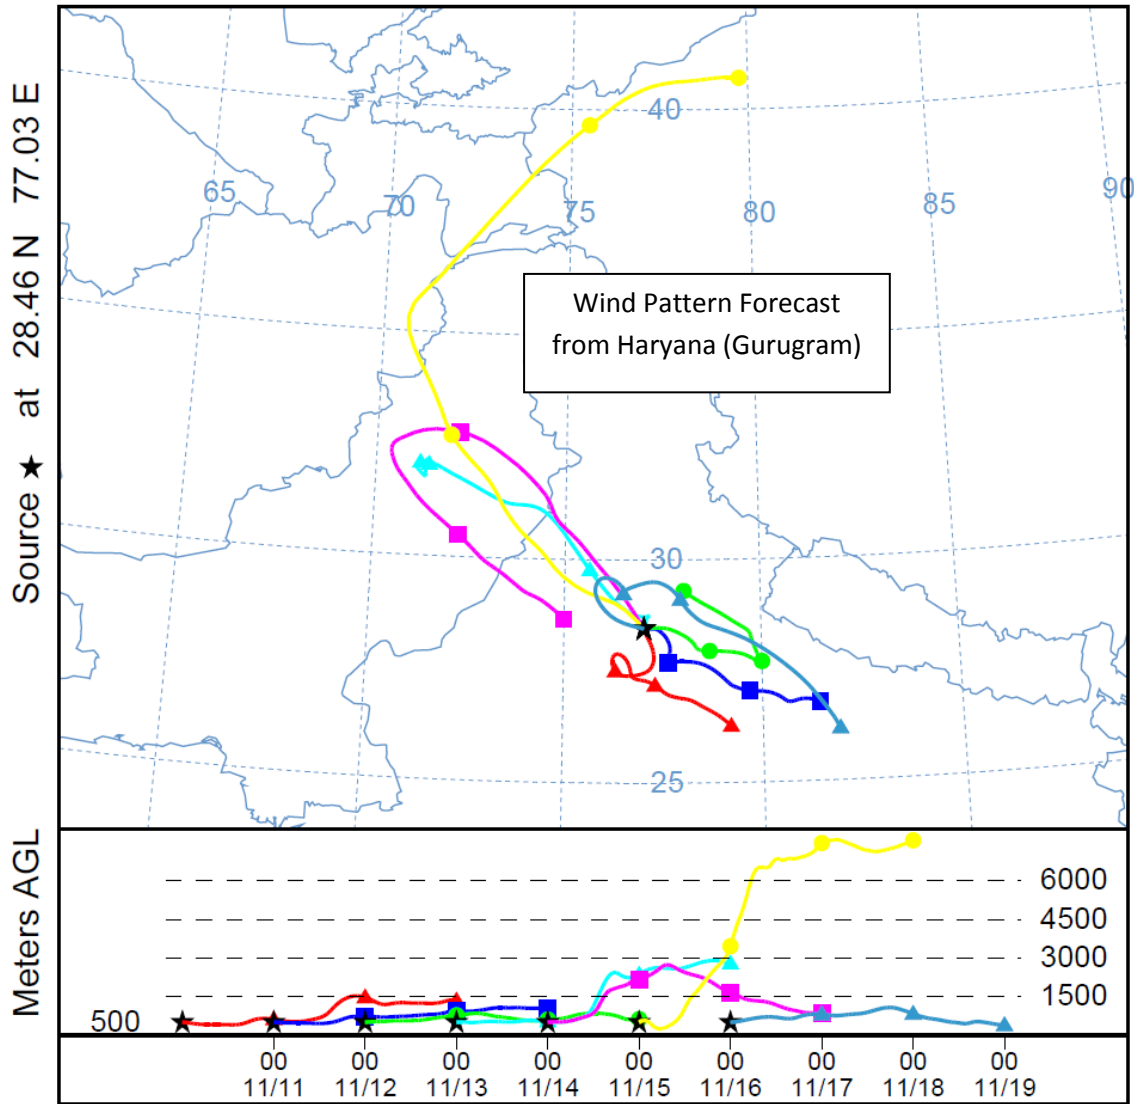 Source ★ at 28.46 N 77.03 E
40
65
70
75
80
85
90
Wind Pattern Forecast
from Haryana (Gurugram)
30
25
Meters AGL
6000
4500
3000
1500
500
00 00 00 00 00 00 00 00 00
11/11 11/12 11/13 11/14 11/15 11/16 11/17 11/18 11/19